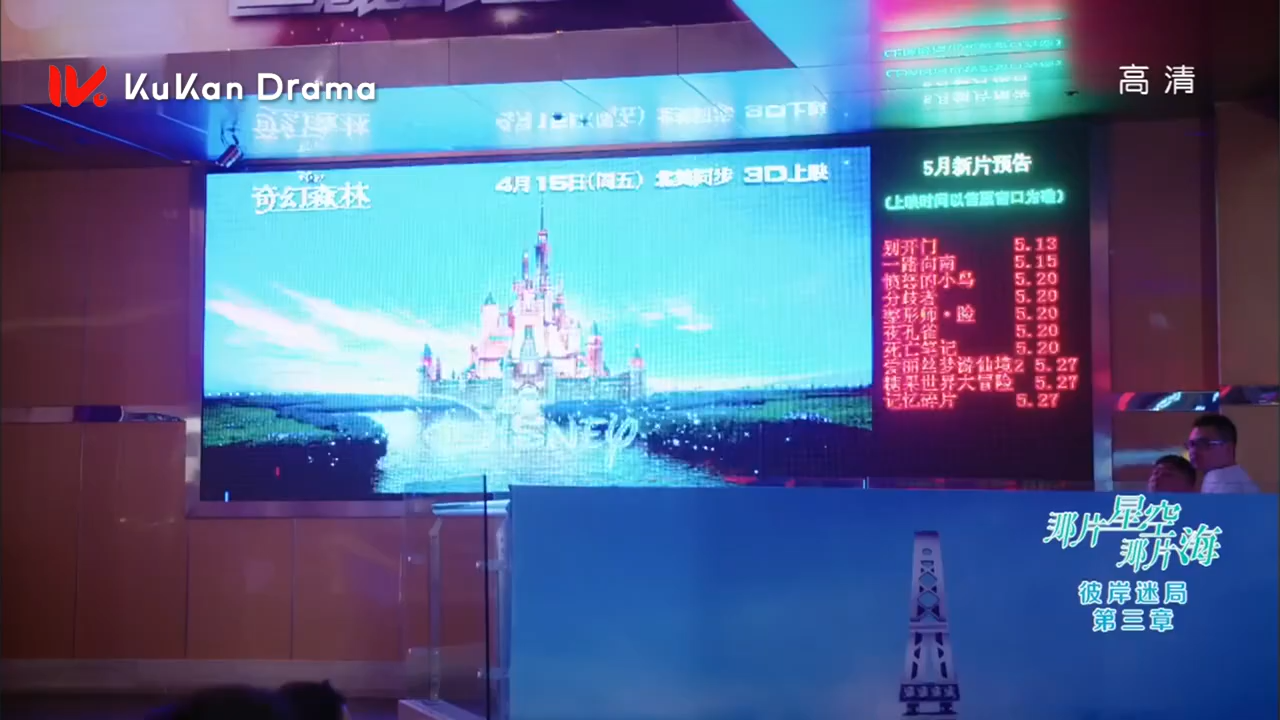 KuKan Drama
高清
奇幻森林
4月15日(周五) 北美同步 3D上映
5月新片预告
(上映时间以售票窗口为准)
别开门 5.13
一路向南 5.15
愤怒的小鸟 5.20
分歧者 5.20
整形师·脸 5.20
夜孔雀 5.20
死亡笔记 5.20
爱丽丝梦游仙境2 5.27
糖果世界大冒险 5.27
记忆碎片 5.27
DISNEY
那片星空
那片海
彼岸迷局
第三章